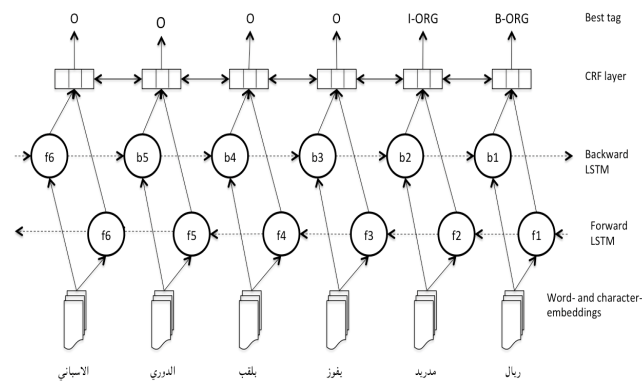 O O O O I-ORG B-ORG Best tag
CRF layer
f6 b5 b4 b3 b2 b1 Backward
LSTM
f6 f5 f4 f3 f2 f1 Forward
LSTM
Word- and character-
embeddings
ريال مدريد يفوز بلقب الدوري الاسباني